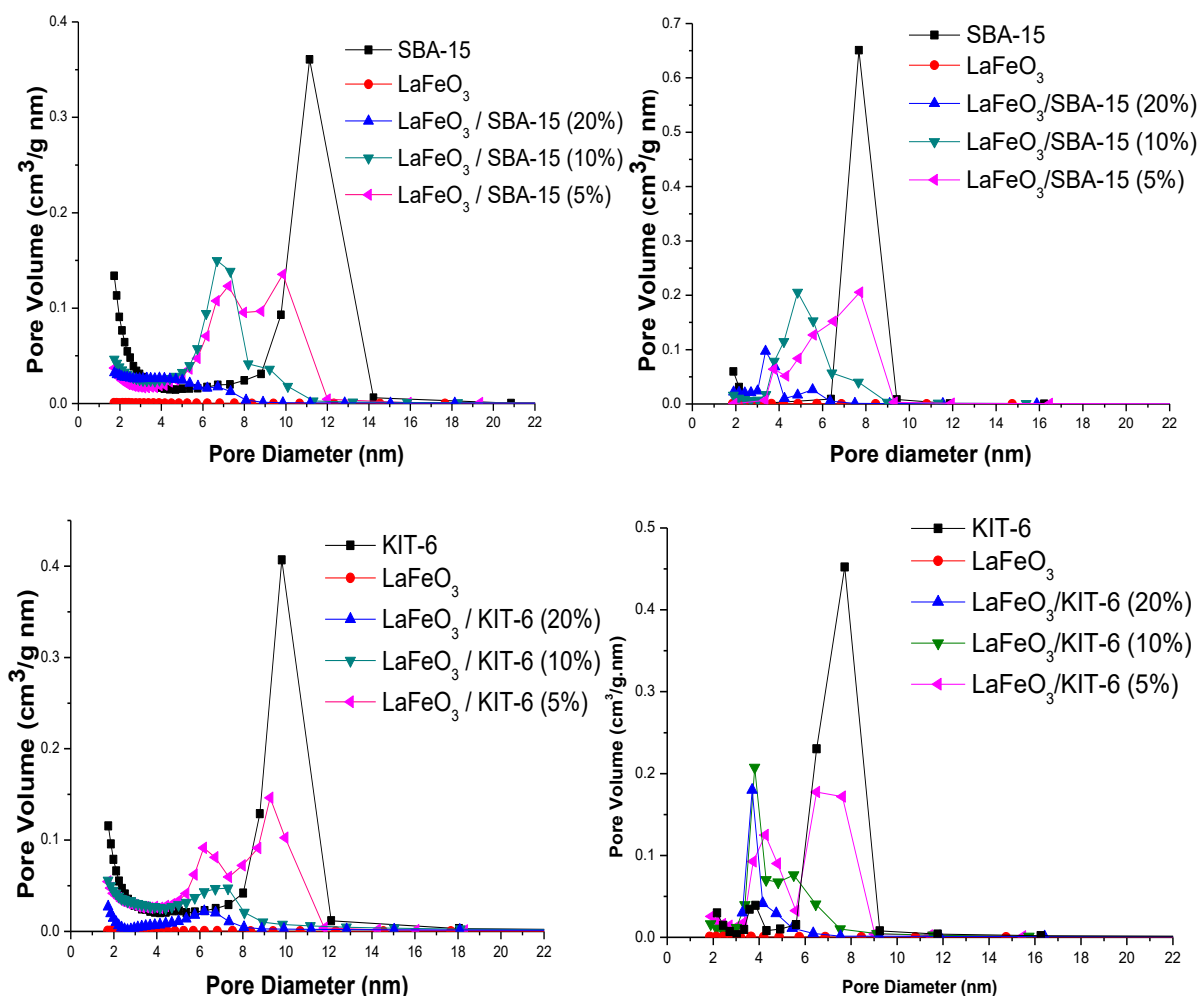 0.4
0.3
0.2
0.1
0.0
Pore Volume (cm³/g nm)
SBA-15
LaFeO₃
LaFeO₃ / SBA-15 (20%)
LaFeO₃ / SBA-15 (10%)
LaFeO₃ / SBA-15 (5%)
0 2 4 6 8 10 12 14 16 18 20 22
Pore Diameter (nm)
0.7
0.6
0.5
0.4
0.3
0.2
0.1
0.0
Pore Volume (cm³/g nm)
SBA-15
LaFeO₃
LaFeO₃/SBA-15 (20%)
LaFeO₃/SBA-15 (10%)
LaFeO₃/SBA-15 (5%)
0 2 4 6 8 10 12 14 16 18 20 22
Pore diameter (nm)
0.4
0.3
0.2
0.1
0.0
Pore Volume (cm³/g nm)
KIT-6
LaFeO₃
LaFeO₃ / KIT-6 (20%)
LaFeO₃ / KIT-6 (10%)
LaFeO₃ / KIT-6 (5%)
0 2 4 6 8 10 12 14 16 18 20 22
Pore Diameter (nm)
0.5
0.4
0.3
0.2
0.1
0.0
Pore Volume (cm³/g.nm)
KIT-6
LaFeO₃
LaFeO₃/KIT-6 (20%)
LaFeO₃/KIT-6 (10%)
LaFeO₃/KIT-6 (5%)
0 2 4 6 8 10 12 14 16 18 20 22
Pore Diameter (nm)